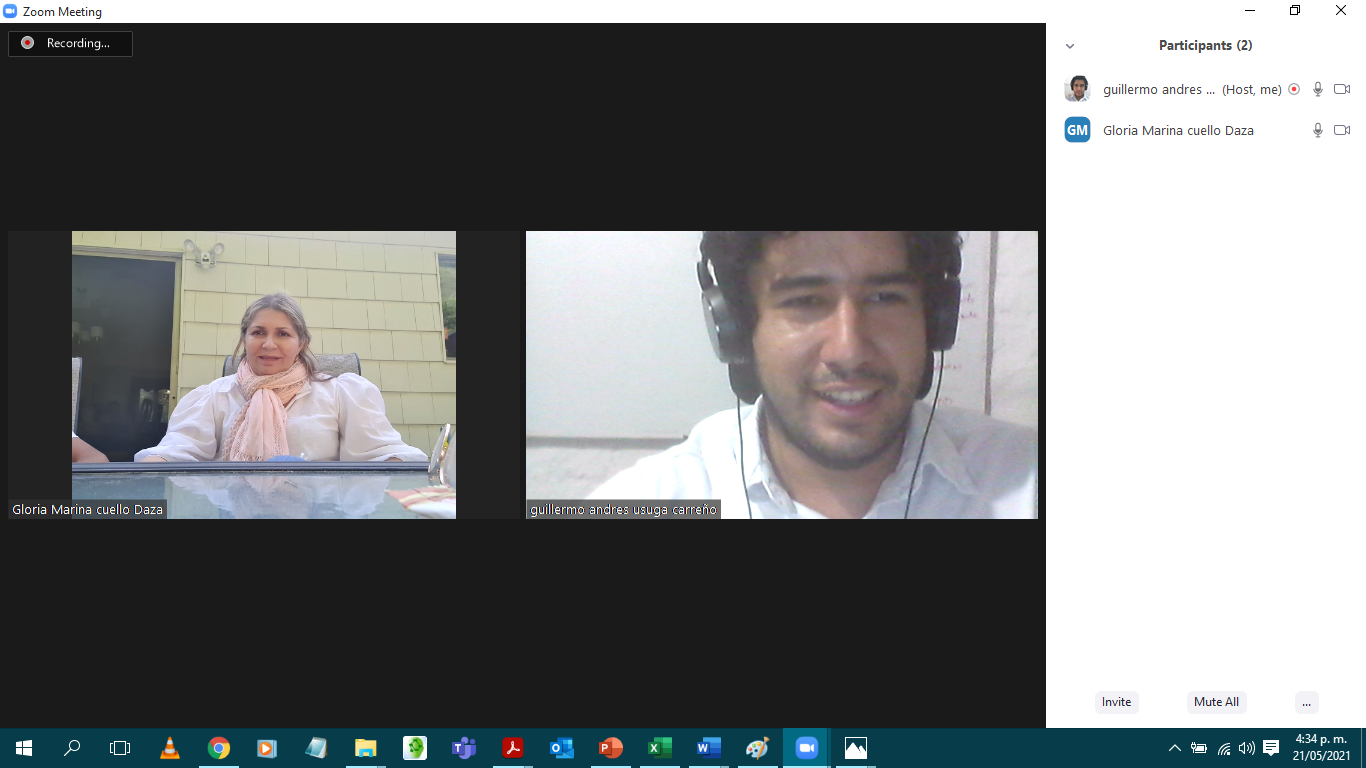 Zoom Meeting
Recording...
Participants (2)
guillermo andres ... (Host, me)
GM Gloria Marina cuello Daza
Gloria Marina cuello Daza
guillermo andres usuga carreño
Invite Mute All ...
4:34 p. m.
21/05/2021